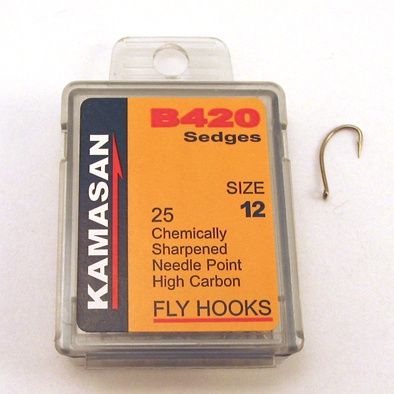 KAMASAN
B420
Sedges
SIZE
12
25
Chemically
Sharpened
Needle Point
High Carbon
FLY HOOKS